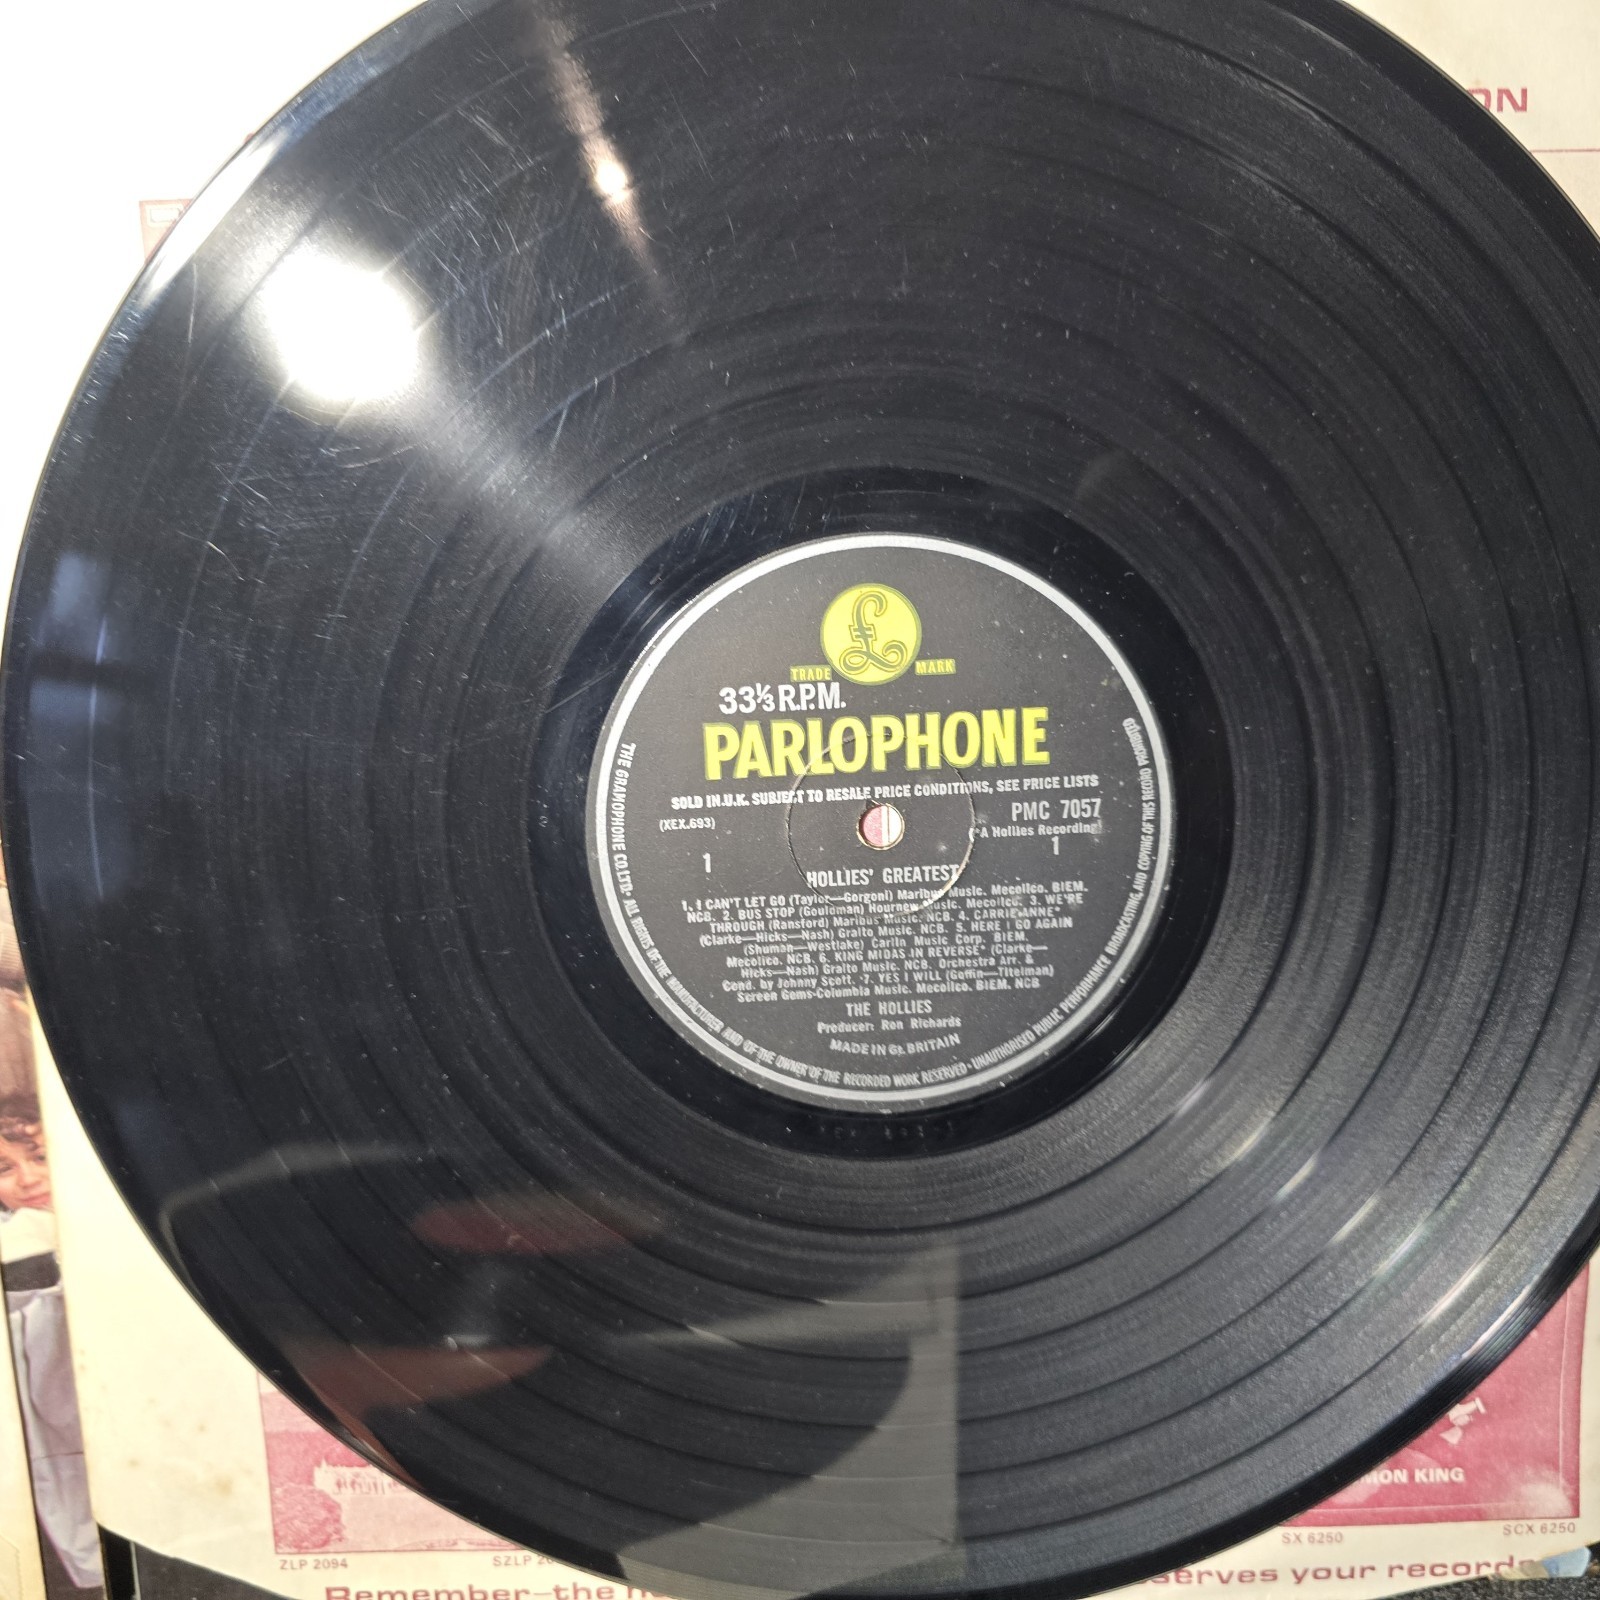 TRADE MARK
33⅓ R.P.M.
PARLOPHONE
SOLD IN U.K. SUBJECT TO RESALE PRICE CONDITIONS, SEE PRICE LISTS
(XEX.693) PMC 7057
("A Hollies Recording)
1 1
HOLLIES' GREATEST
1. I CAN'T LET GO (Taylor—Gorgoni) Maribus Music. Mecolico. BIEM.
NCB. 2. BUS STOP (Gouloman) Hournew Music. Mecolico. 3. WE'RE
THROUGH (Ransford) Maribus Music. NCB. 4. CARRIE-ANNE*
(Clarke—Hicks—Nash) Gralto Music. NCB. 5. HERE I GO AGAIN
(Shuman—Westlake) Carlin Music Corp. BIEM.
Mecolico. NCB. 6. KING MIDAS IN REVERSE* (Clarke—
Hicks—Nash) Gralto Music. NCB. Orchestra Arr. &
Cond. by Johnny Scott. 7. YES I WILL (Goffin—Titelman)
Screen Gems-Columbia Music. Mecolico. BIEM. NCB
THE HOLLIES
Producer: Ron Richards
MADE IN Gt. BRITAIN
THE GRAMOPHONE CO. LTD. ALL RIGHTS OF THE MANUFACTURER AND OF THE OWNER OF THE RECORDED WORK RESERVED · UNAUTHORISED PUBLIC PERFORMANCE BROADCASTING AND COPYING OF THIS RECORD PROHIBITED
ON
MON KING
SX 6250 SCX 6250
ZLP 2094 SZLP 20
Remember—the
serves your records